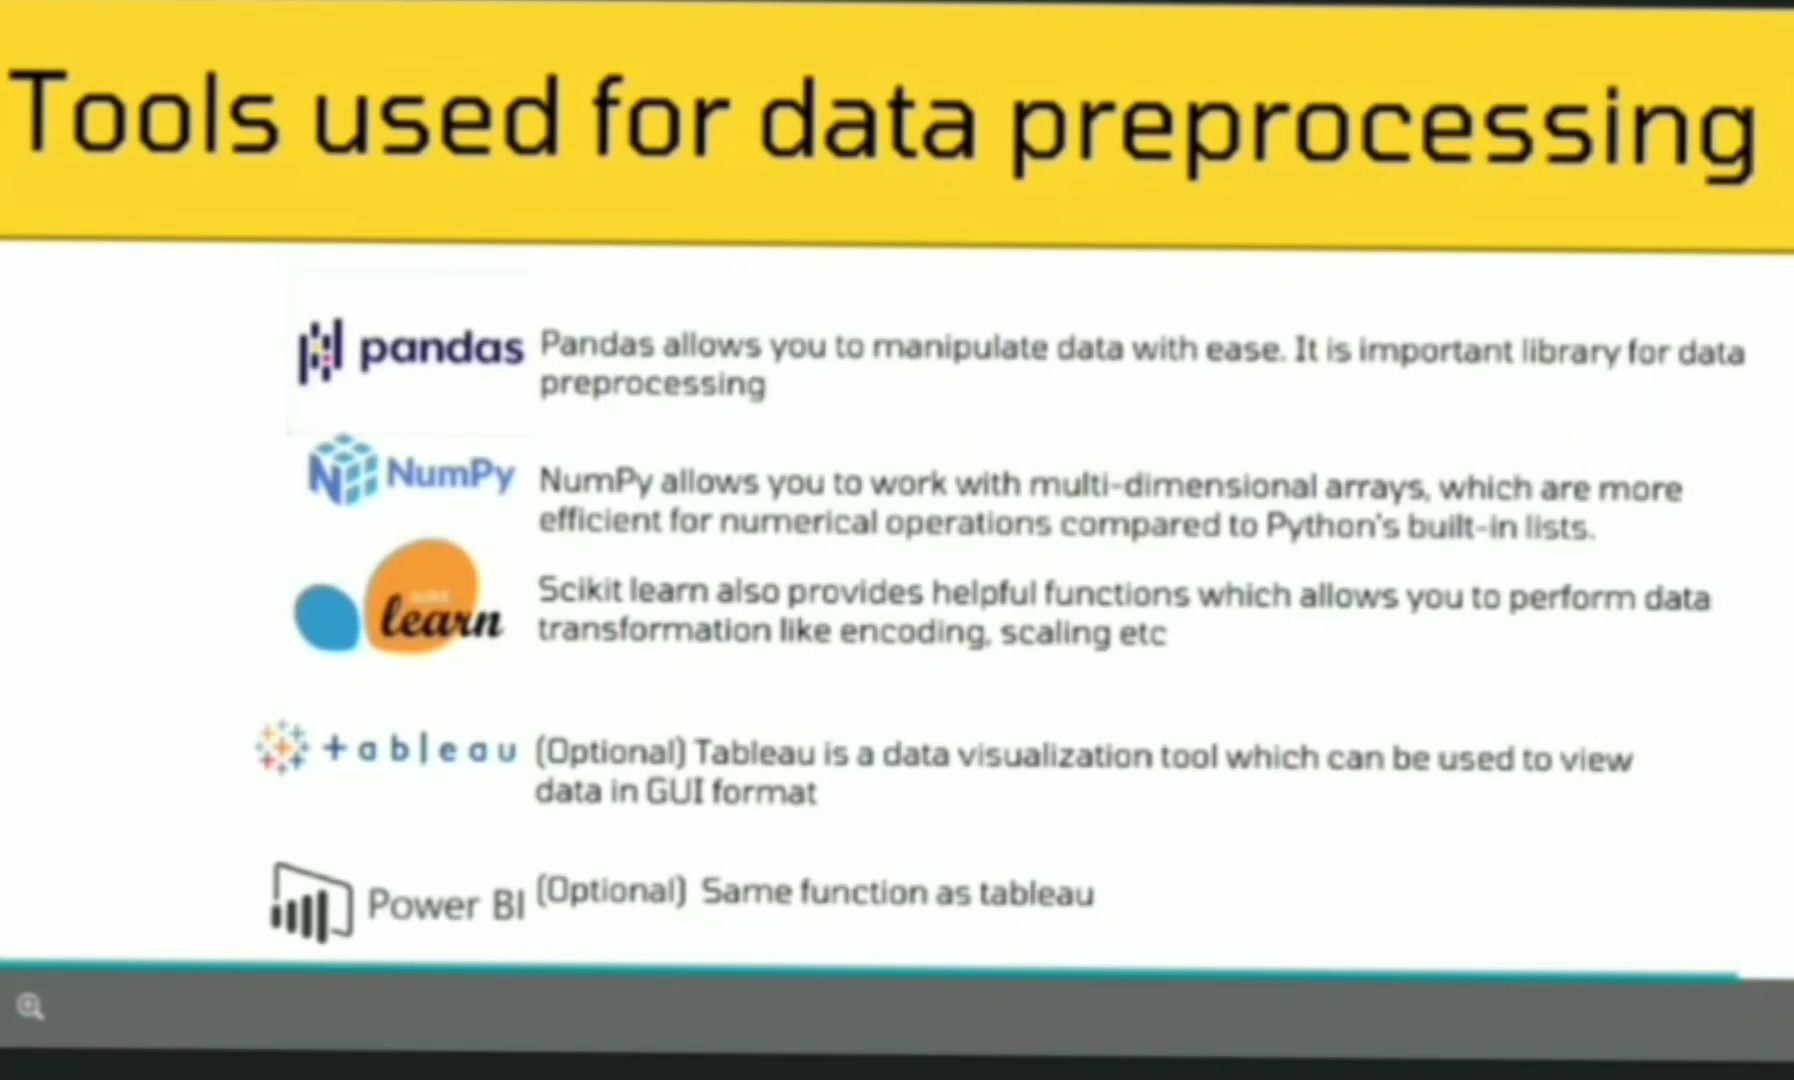 Tools used for data preprocessing
pandas
Pandas allows you to manipulate data with ease. It is important library for data
preprocessing
NumPy
NumPy allows you to work with multi-dimensional arrays, which are more
efficient for numerical operations compared to Python's built-in lists.
scikit
learn
Scikit learn also provides helpful functions which allows you to perform data
transformation like encoding, scaling etc
+ableau
(Optional) Tableau is a data visualization tool which can be used to view
data in GUI format
Power BI
(Optional) Same function as tableau